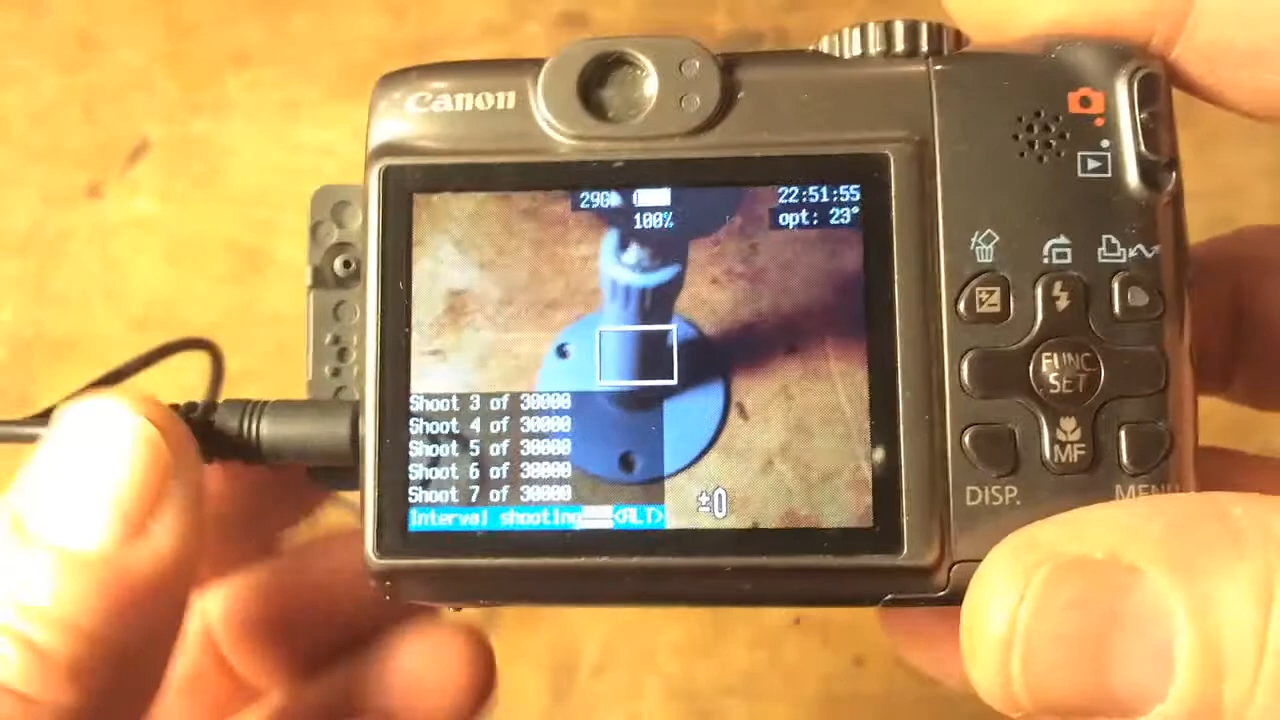 Canon
29G
22:51:55
100%
opt: 23°
Shoot 3 of 30000
Shoot 4 of 30000
Shoot 5 of 30000
Shoot 6 of 30000
Shoot 7 of 30000
Interval shooting <ALT>
±0
FUNC.
SET
MF
DISP.
MENU